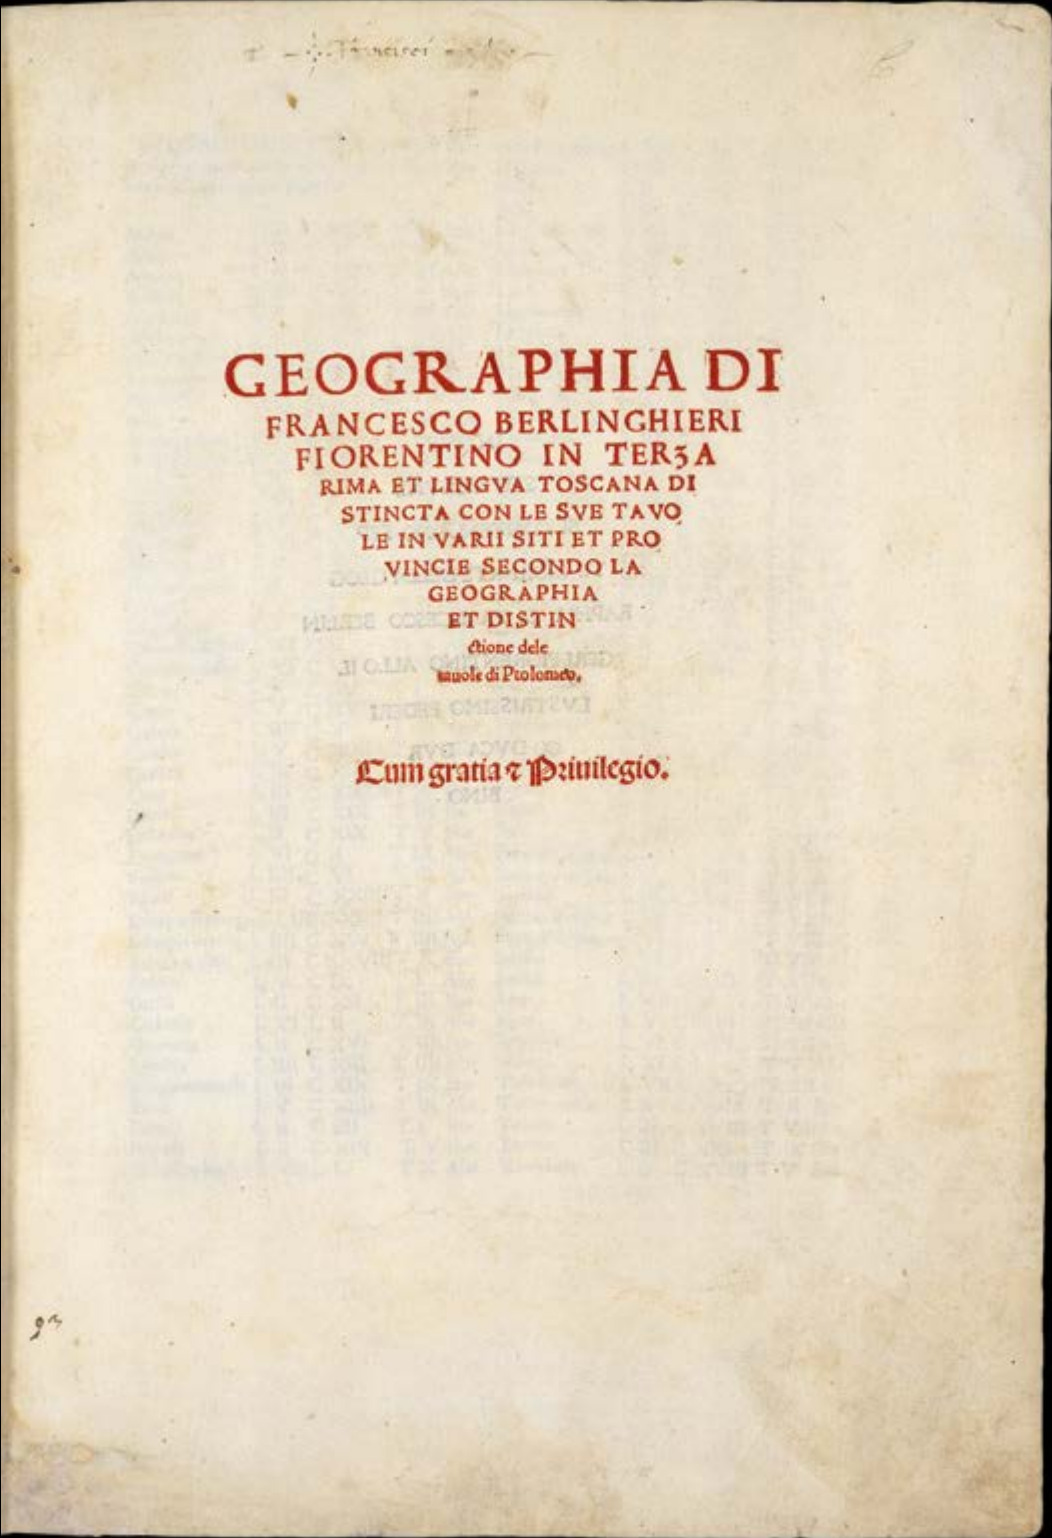 GEOGRAPHIA DI
FRANCESCO BERLINGHIERI
FIORENTINO IN TERʒA
RIMA ET LINGVA TOSCANA DI
STINCTA CON LE SVE TAVO
LE IN VARII SITI ET PRO
VINCIE SECONDO LA
GEOGRAPHIA
ET DISTIN
ctione dele
tauole di Ptolomeo.
Cum gratia ⁊ Priuilegio.